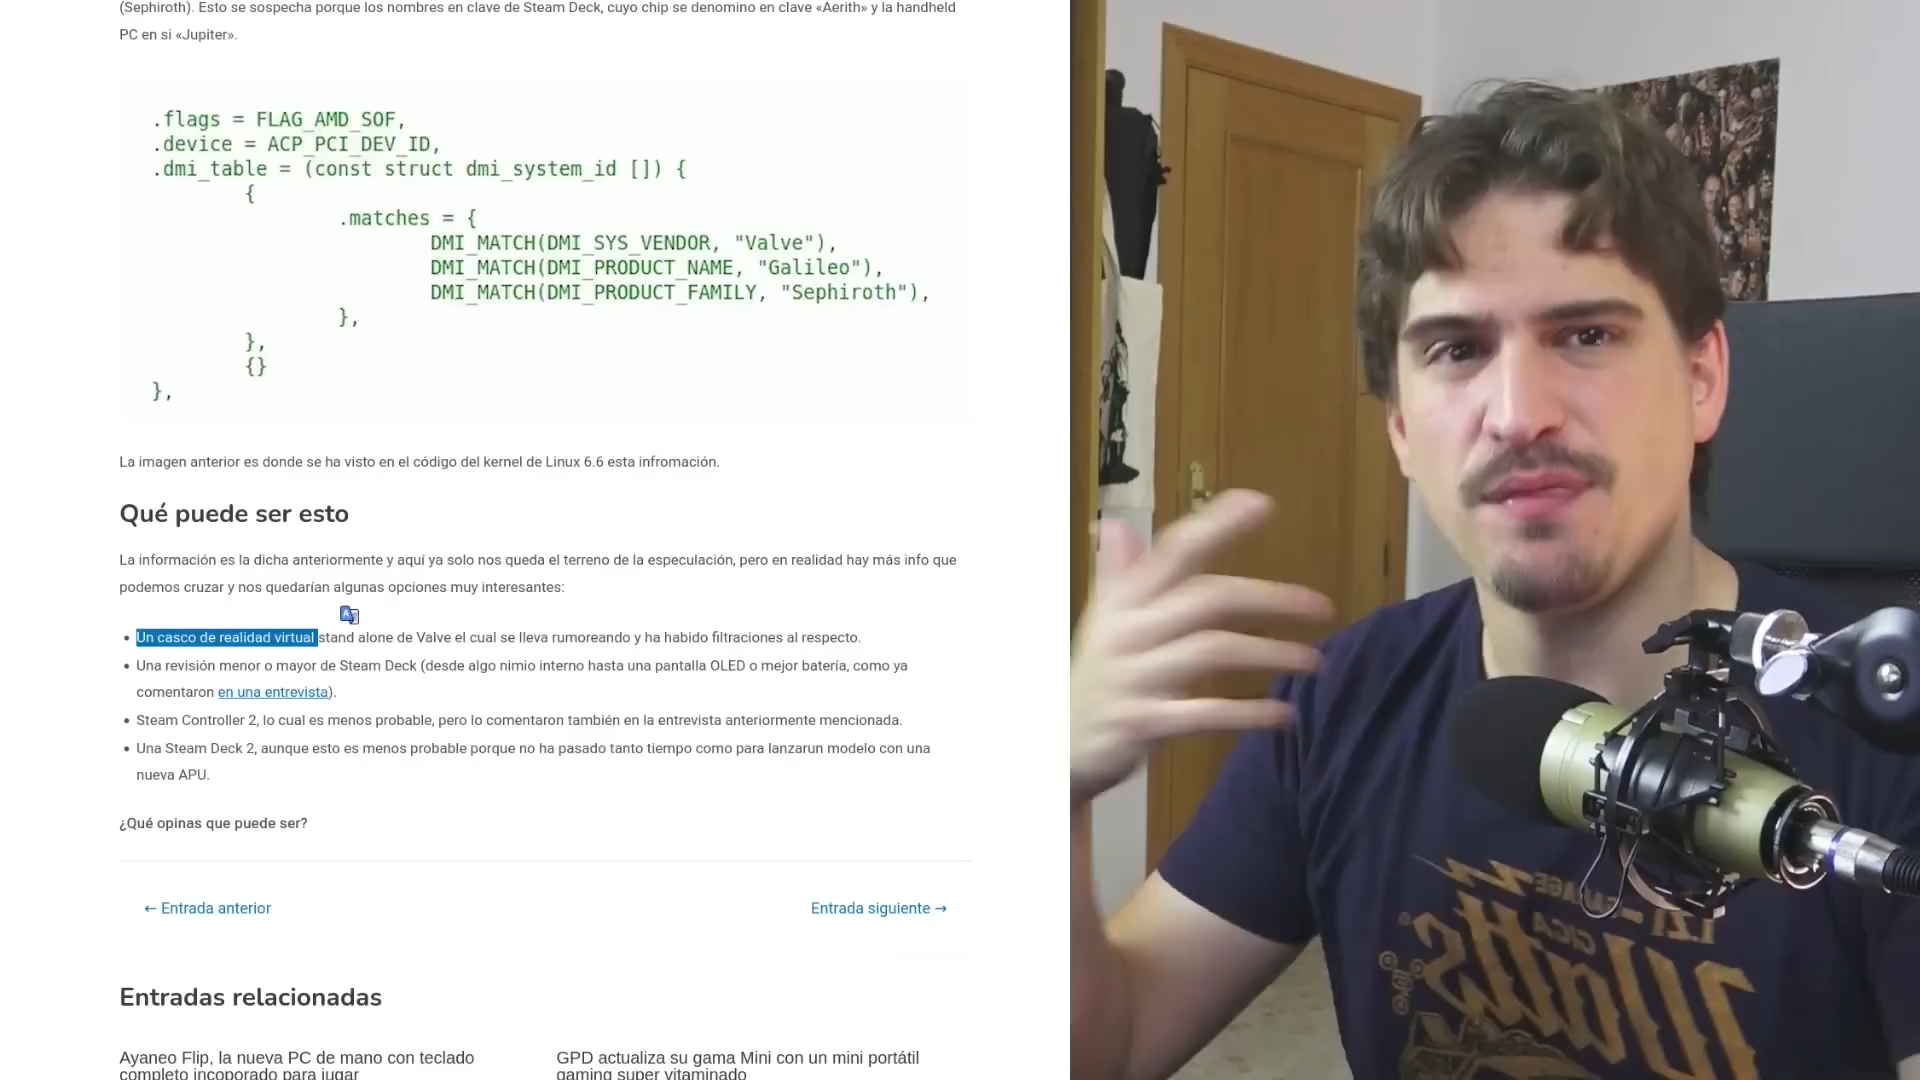 (Sephiroth). Esto se sospecha porque los nombres en clave de Steam Deck, cuyo chip se denomino en clave «Aerith» y la handheld
PC en si «Jupiter».
.flags = FLAG_AMD_SOF,
.device = ACP_PCI_DEV_ID,
.dmi_table = (const struct dmi_system_id []) {
{
.matches = {
DMI_MATCH(DMI_SYS_VENDOR, "Valve"),
DMI_MATCH(DMI_PRODUCT_NAME, "Galileo"),
DMI_MATCH(DMI_PRODUCT_FAMILY, "Sephiroth"),
},
},
{}
},
La imagen anterior es donde se ha visto en el código del kernel de Linux 6.6 esta infromación.
Qué puede ser esto
La información es la dicha anteriormente y aquí ya solo nos queda el terreno de la especulación, pero en realidad hay más info que
podemos cruzar y nos quedarían algunas opciones muy interesantes:
• Un casco de realidad virtual stand alone de Valve el cual se lleva rumoreando y ha habido filtraciones al respecto.
• Una revisión menor o mayor de Steam Deck (desde algo nimio interno hasta una pantalla OLED o mejor batería, como ya
comentaron en una entrevista).
• Steam Controller 2, lo cual es menos probable, pero lo comentaron también en la entrevista anteriormente mencionada.
• Una Steam Deck 2, aunque esto es menos probable porque no ha pasado tanto tiempo como para lanzarun modelo con una
nueva APU.
¿Qué opinas que puede ser?
← Entrada anterior
Entrada siguiente →
Entradas relacionadas
Ayaneo Flip, la nueva PC de mano con teclado
completo incoporado para jugar
GPD actualiza su gama Mini con un mini portátil
gaming super vitaminado
1.21
GIGA
Watts